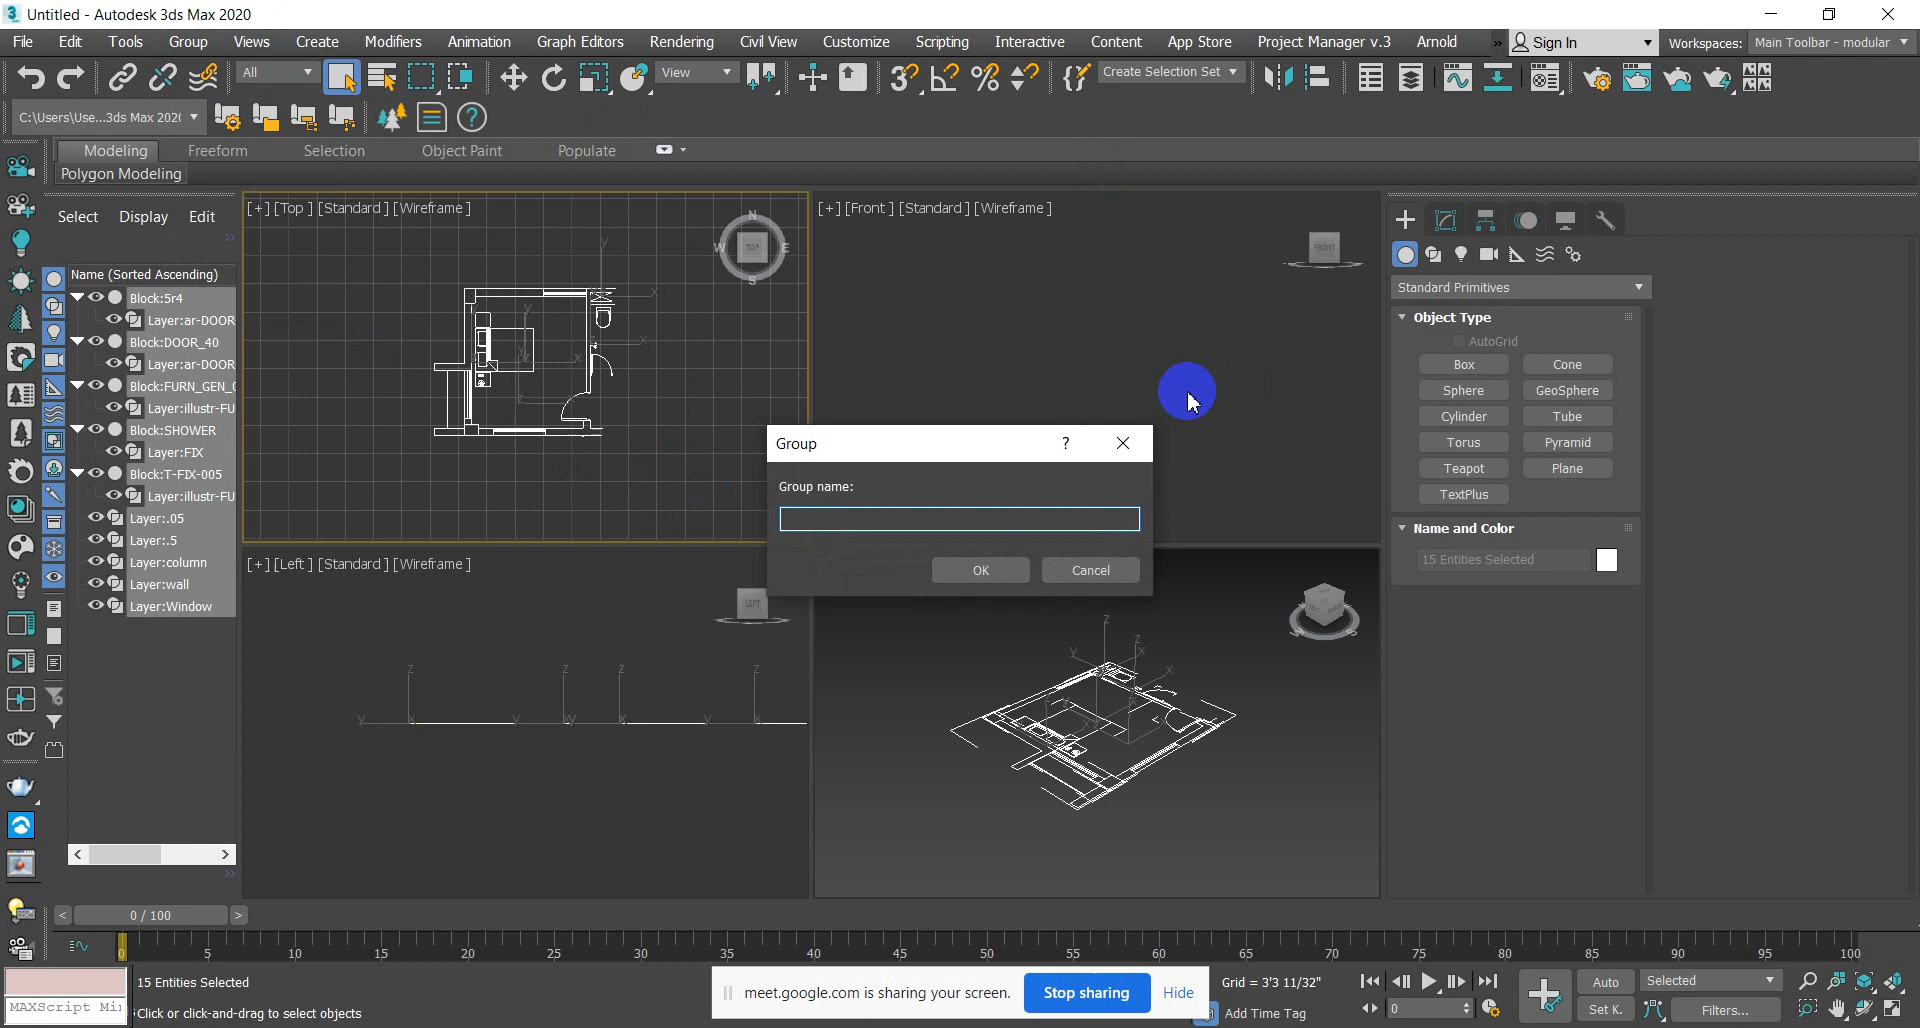 Untitled - Autodesk 3ds Max 2020
File Edit Tools Group Views Create Modifiers Animation Graph Editors Rendering Civil View Customize Scripting Interactive Content App Store Project Manager v.3 Arnold » Sign In Workspaces: Main Toolbar - modular
All View Create Selection Set
C:\Users\Use...3ds Max 202(
Modeling Freeform Selection Object Paint Populate
Polygon Modeling
Select Display Edit
Name (Sorted Ascending)
Block:5r4
Layer:ar-DOOR
Block:DOOR_40
Layer:ar-DOOR
Block:FURN_GEN_
Layer:illustr-FU
Block:SHOWER
Layer:FIX
Block:T-FIX-005
Layer:illustr-FU
Layer:.05
Layer:.5
Layer:column
Layer:wall
Layer:Window
[+] [Top ] [Standard ] [Wireframe ]
N
W TOP E
S
[+] [Front ] [Standard ] [Wireframe ]
FRONT
Group ?
Group name:
OK Cancel
[+] [Left ] [Standard ] [Wireframe ]
LEFT
Standard Primitives
Object Type
AutoGrid
Box Cone
Sphere GeoSphere
Cylinder Tube
Torus Pyramid
Teapot Plane
TextPlus
Name and Color
15 Entities Selected
< 0 / 100 >
0 5 10 15 20 25 30 35 40 45 50 55 60 65 70 75 80 85 90 95 100
15 Entities Selected
MAXScript Mi
Click or click-and-drag to select objects
meet.google.com is sharing your screen. Stop sharing Hide
Grid = 3'3 11/32"
Add Time Tag
0
Auto Selected
Set K. Filters...